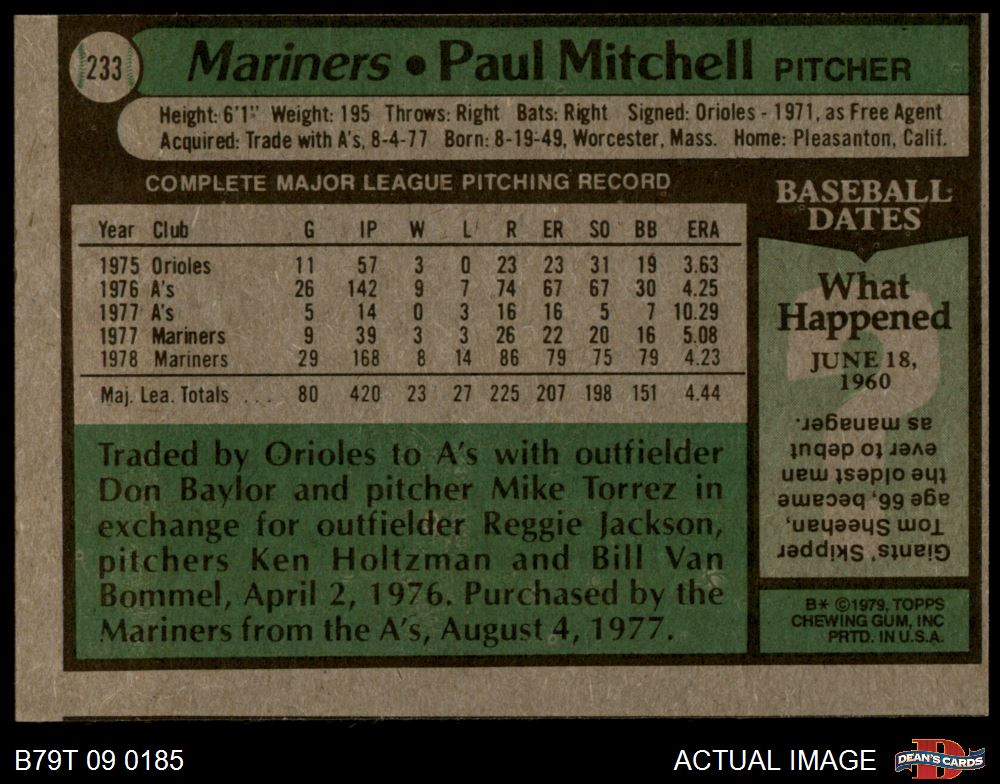 233
Mariners • Paul Mitchell PITCHER
Height: 6'1" Weight: 195 Throws: Right Bats: Right Signed: Orioles - 1971, as Free Agent
Acquired: Trade with A's, 8-4-77 Born: 8-19-49, Worcester, Mass. Home: Pleasanton, Calif.
COMPLETE MAJOR LEAGUE PITCHING RECORD
Year Club G IP W L R ER SO BB ERA
1975 Orioles 11 57 3 0 23 23 31 19 3.63
1976 A's 26 142 9 7 74 67 67 30 4.25
1977 A's 5 14 0 3 16 16 5 7 10.29
1977 Mariners 9 39 3 3 26 22 20 16 5.08
1978 Mariners 29 168 8 14 86 79 75 79 4.23
Maj. Lea. Totals ... 80 420 23 27 225 207 198 151 4.44
Traded by Orioles to A's with outfielder
Don Baylor and pitcher Mike Torrez in
exchange for outfielder Reggie Jackson,
pitchers Ken Holtzman and Bill Van
Bommel, April 2, 1976. Purchased by the
Mariners from the A's, August 4, 1977.
BASEBALL
DATES
What
Happened
JUNE 18,
1960
Giants' Skipper
Tom Sheehan,
age 66, became
the oldest man
ever to debut
as manager.
B* ©1979, TOPPS
CHEWING GUM, INC
PRTD. IN U.S.A.
B79T 09 0185
ACTUAL IMAGE
DEAN'S CARDS